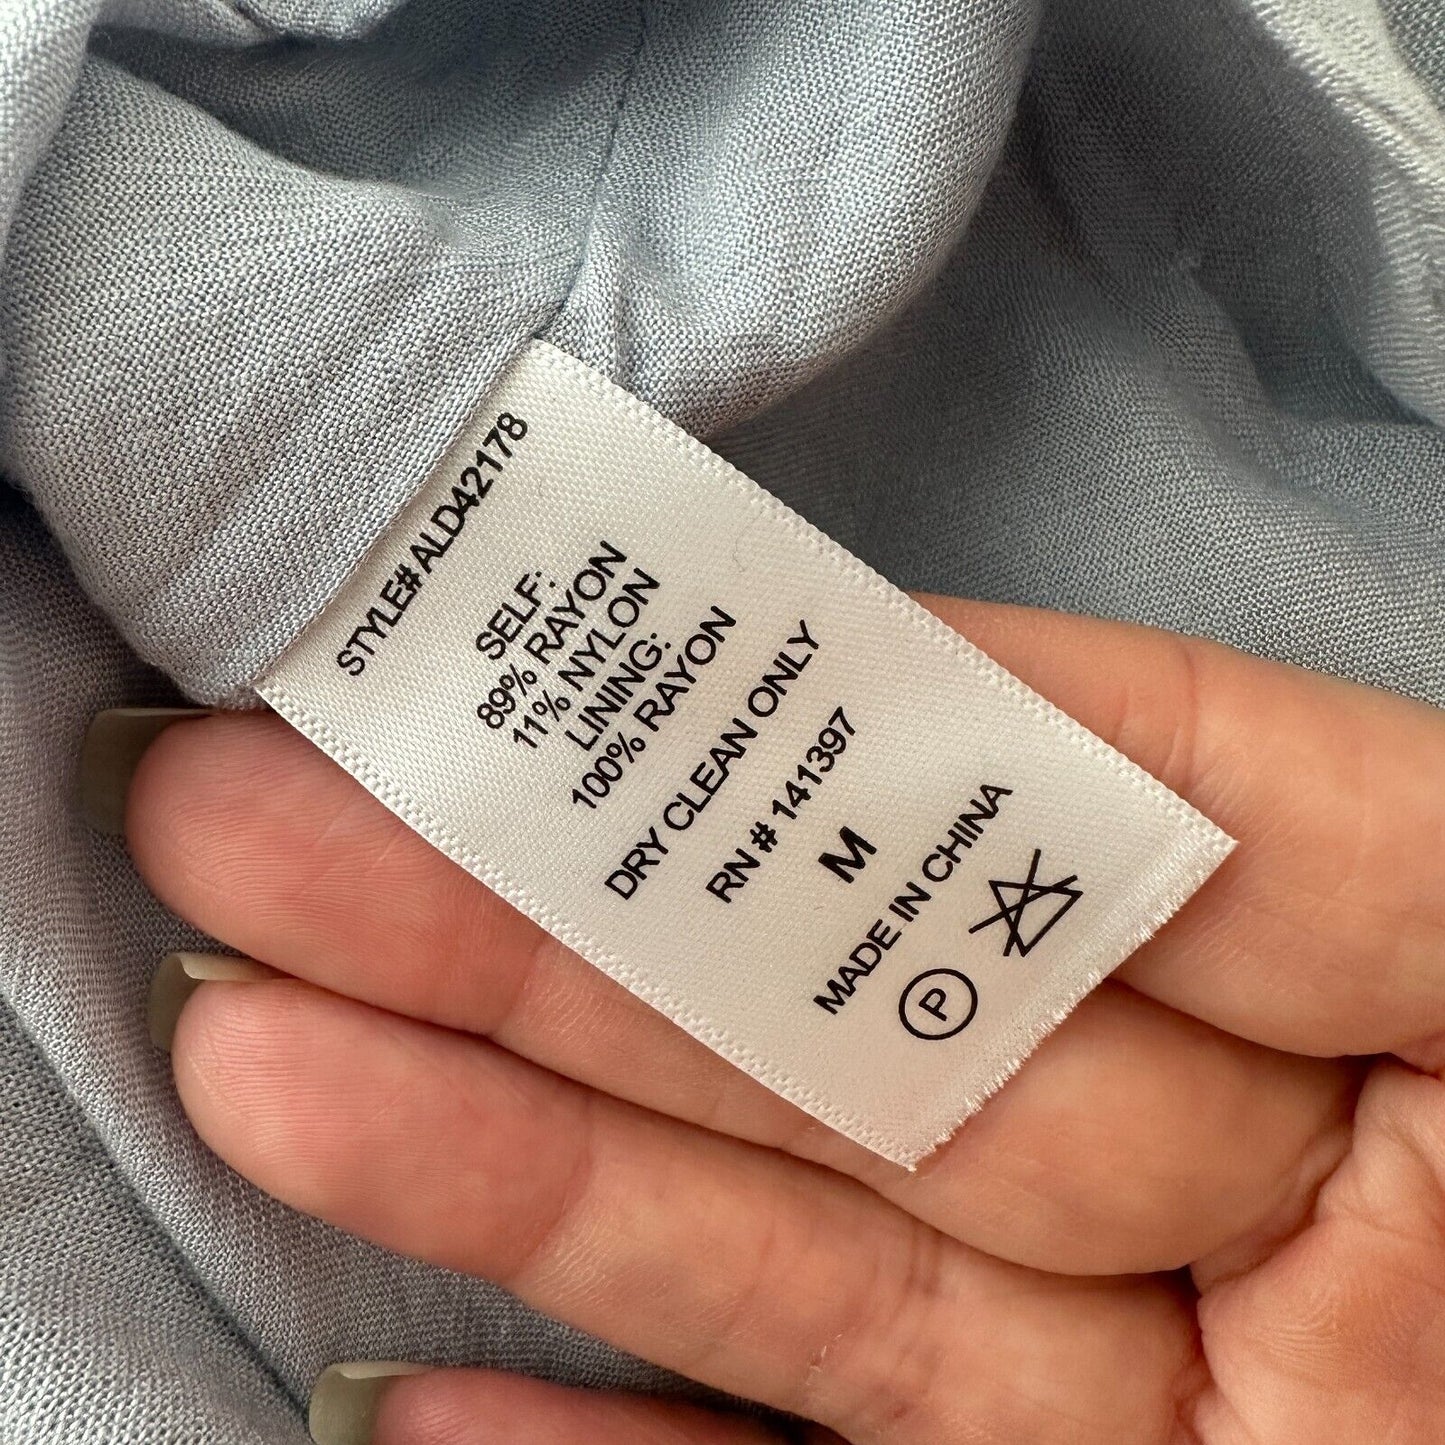 STYLE# ALD42178
SELF:
89% RAYON
11% NYLON
LINING:
100% RAYON
DRY CLEAN ONLY
RN # 141397
M
MADE IN CHINA
P